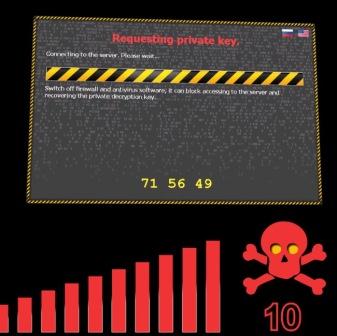 Requesting private key.
Connecting to the server. Please wait...
Switch off firewall and antivirus software, it can block accessing to the server and
recovering the private decryption key.
71 56 49
10